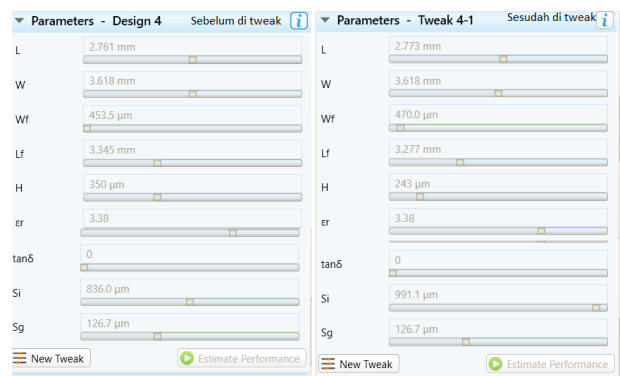 Parameters - Design 4 Sebelum di tweak i
L 2.761 mm
W 3.618 mm
Wf 453.5 µm
Lf 3.345 mm
H 350 µm
εr 3.38
tanδ 0
Si 836.0 µm
Sg 126.7 µm
New Tweak Estimate Performance
Parameters - Tweak 4-1 Sesudah di tweak i
L 2.773 mm
W 3.618 mm
Wf 470.0 µm
Lf 3.277 mm
H 243 µm
εr 3.38
tanδ 0
Si 991.1 µm
Sg 126.7 µm
New Tweak Estimate Performance